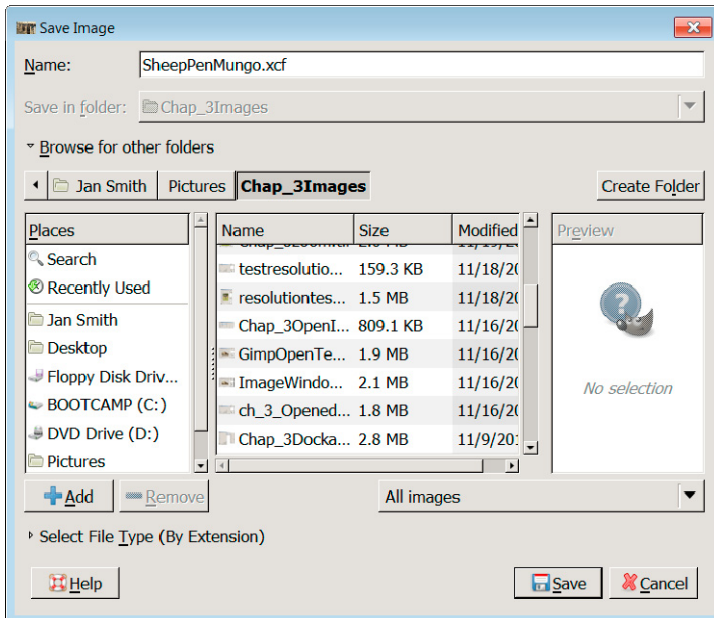 Save Image
Name: SheepPenMungo.xcf
Save in folder: Chap_3Images
Browse for other folders
Jan Smith Pictures Chap_3Images Create Folder
Places Name Size Modified Preview
Search
Recently Used testresolutio... 159.3 KB 11/18/20
resolutiontes... 1.5 MB 11/18/20
Jan Smith Chap_3OpenI... 809.1 KB 11/16/20
Desktop GimpOpenTe... 1.9 MB 11/16/20
Floppy Disk Driv... ImageWindo... 2.1 MB 11/16/20 No selection
BOOTCAMP (C:) ch_3_Opened... 1.8 MB 11/16/20
DVD Drive (D:) Chap_3Docka... 2.8 MB 11/9/201
Pictures
Add Remove All images
Select File Type (By Extension)
Help Save Cancel